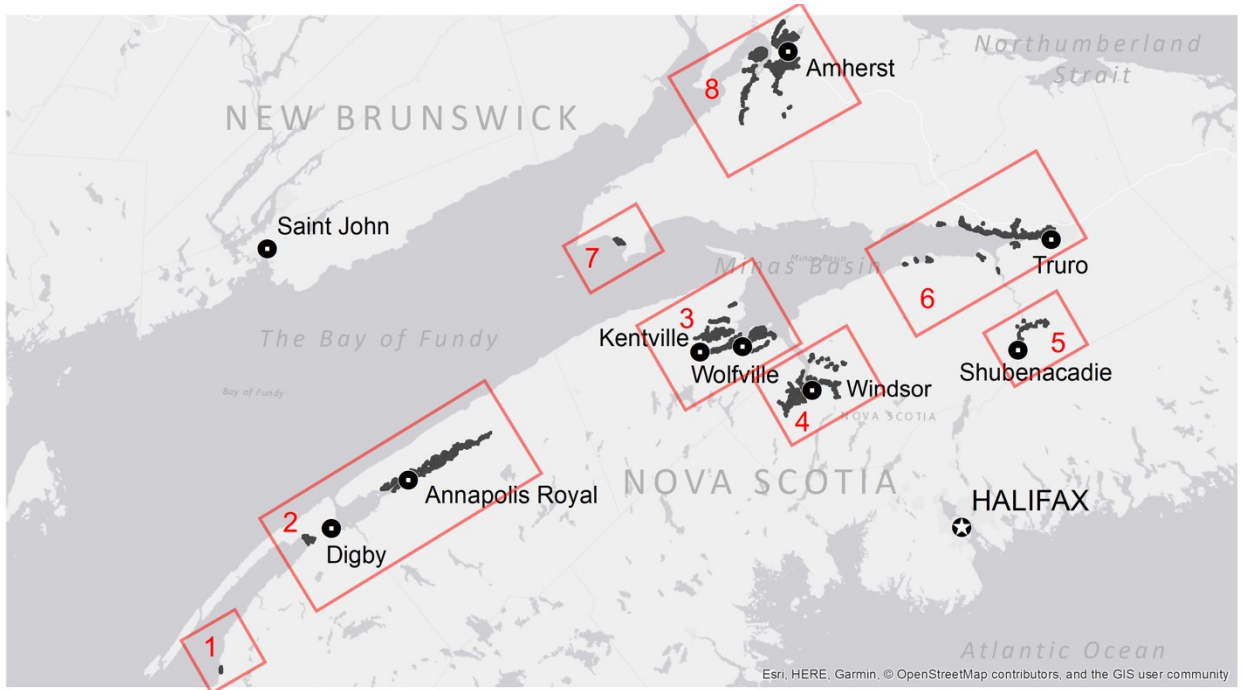 Northumberland
Strait
Amherst
8
NEW BRUNSWICK
Saint John
7
Minas Basin
Minas Basin
Truro
6
The Bay of Fundy
3
Kentville
Wolfville
5
Shubenacadie
Bay of Fundy
Windsor
NOVA SCOTIA
4
NOVA SCOTIA
Annapolis Royal
HALIFAX
2
Digby
1
Atlantic Ocean
Esri, HERE, Garmin, © OpenStreetMap contributors, and the GIS user community